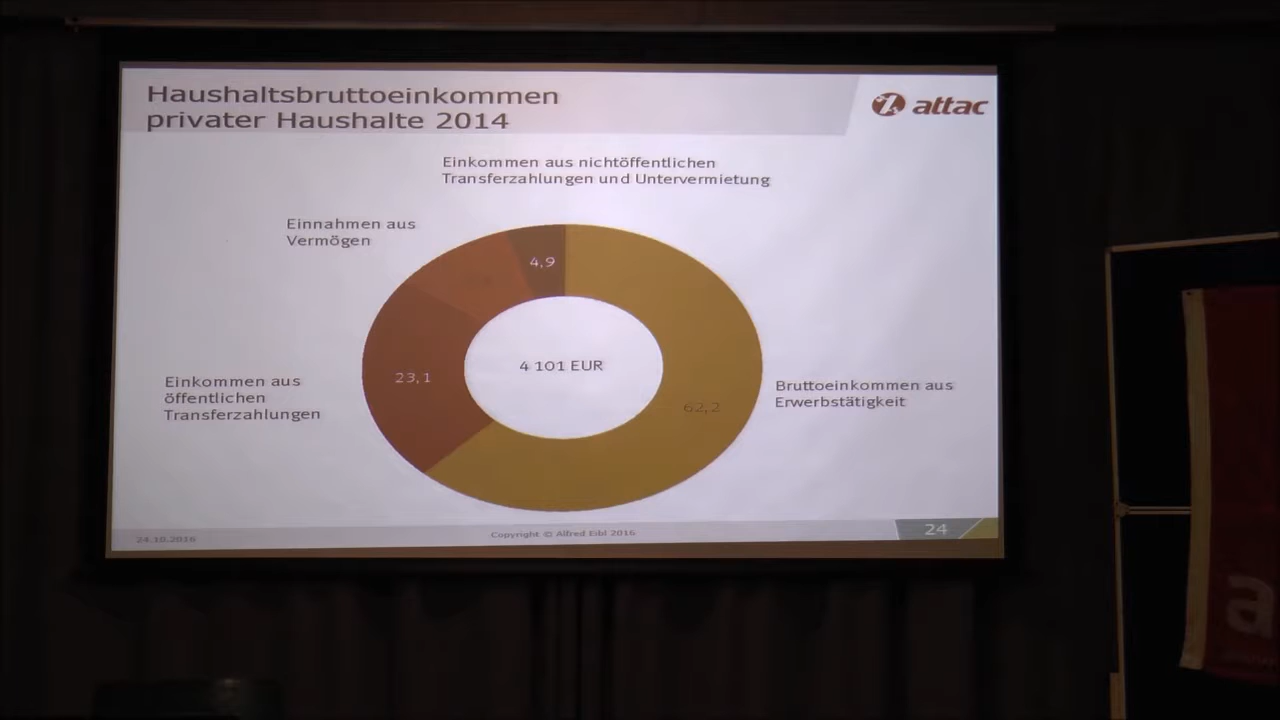 Haushaltsbruttoeinkommen
privater Haushalte 2014
attac
Einkommen aus nichtöffentlichen
Transferzahlungen und Untervermietung
Einnahmen aus
Vermögen
4,9
4 101 EUR
23,1
Einkommen aus
öffentlichen
Transferzahlungen
Bruttoeinkommen aus
Erwerbstätigkeit
62,2
24.10.2016
Copyright © Alfred Eibl 2016
24
a